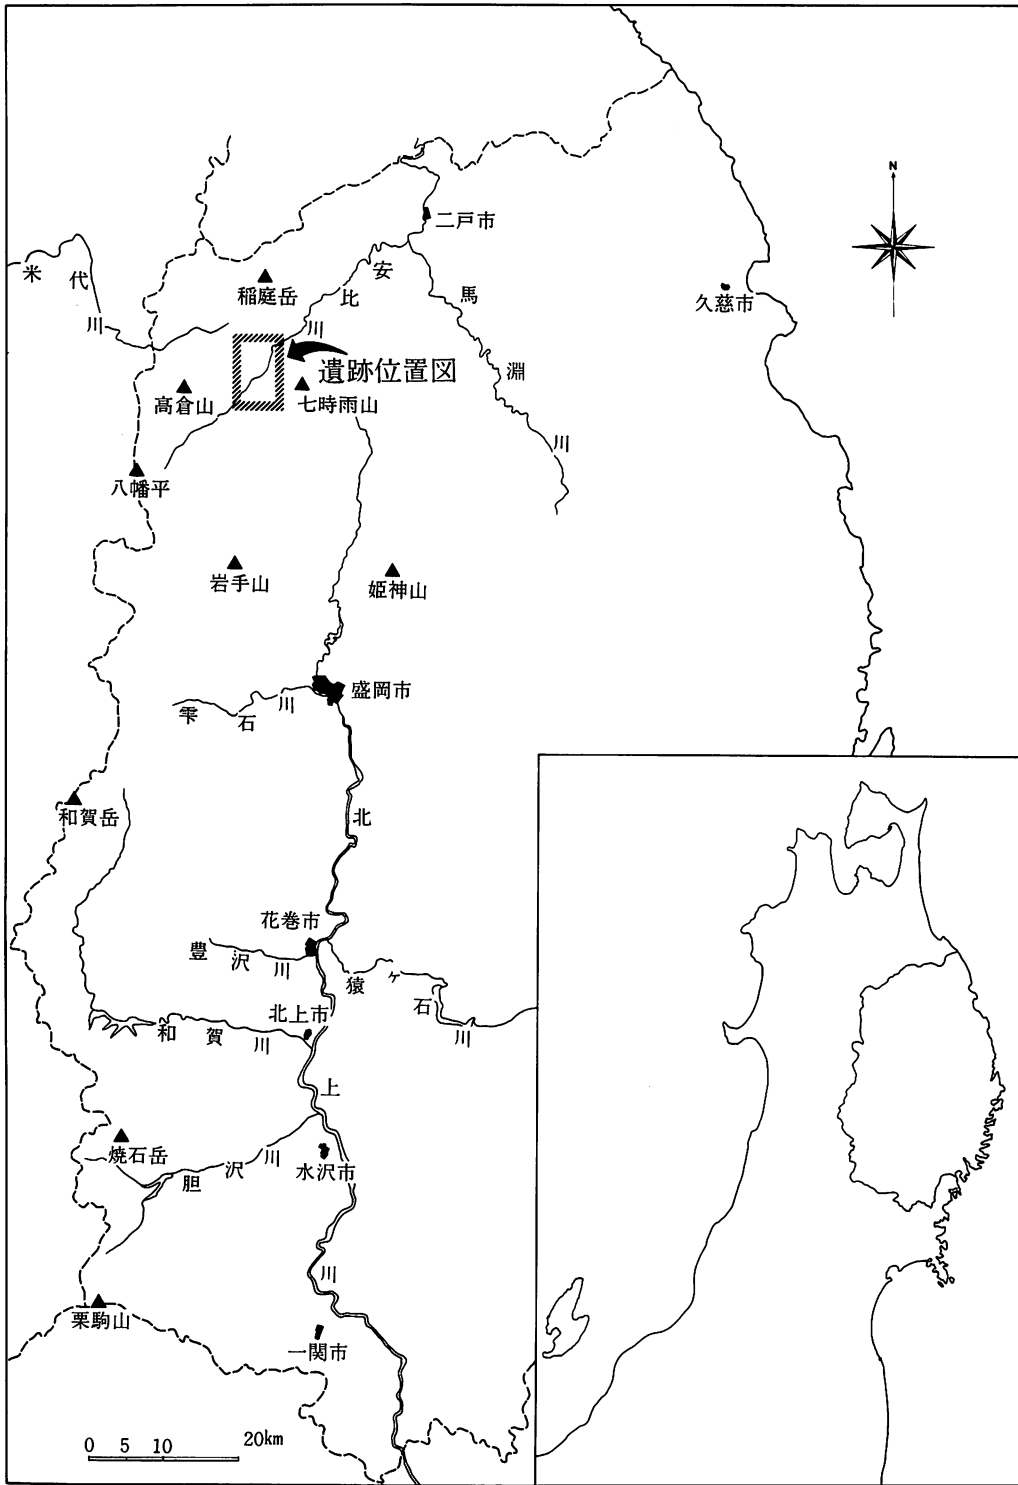 N
二戸市
米代川
稲庭岳
安比川
馬淵川
久慈市
遺跡位置図
高倉山
七時雨山
八幡平
岩手山
姫神山
盛岡市
雫石川
和賀岳
北上川
花巻市
豊沢川
猿ヶ石川
北上市
和賀川
焼石岳
胆沢川
水沢市
栗駒山
一関市
0 5 10 20km